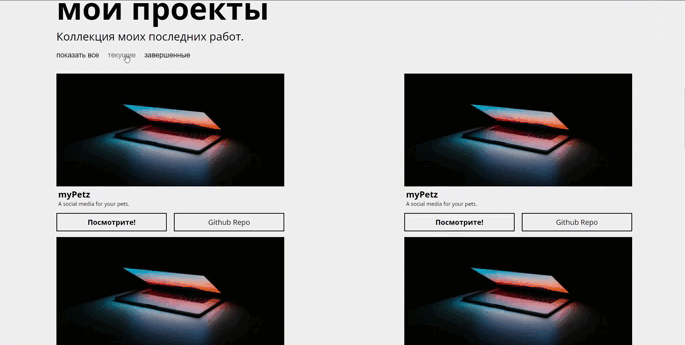 мои проекты
Коллекция моих последних работ.
показать все текущие завершенные
myPetz
A social media for your pets.
Посмотрите! Github Repo
myPetz
A social media for your pets.
Посмотрите! Github Repo